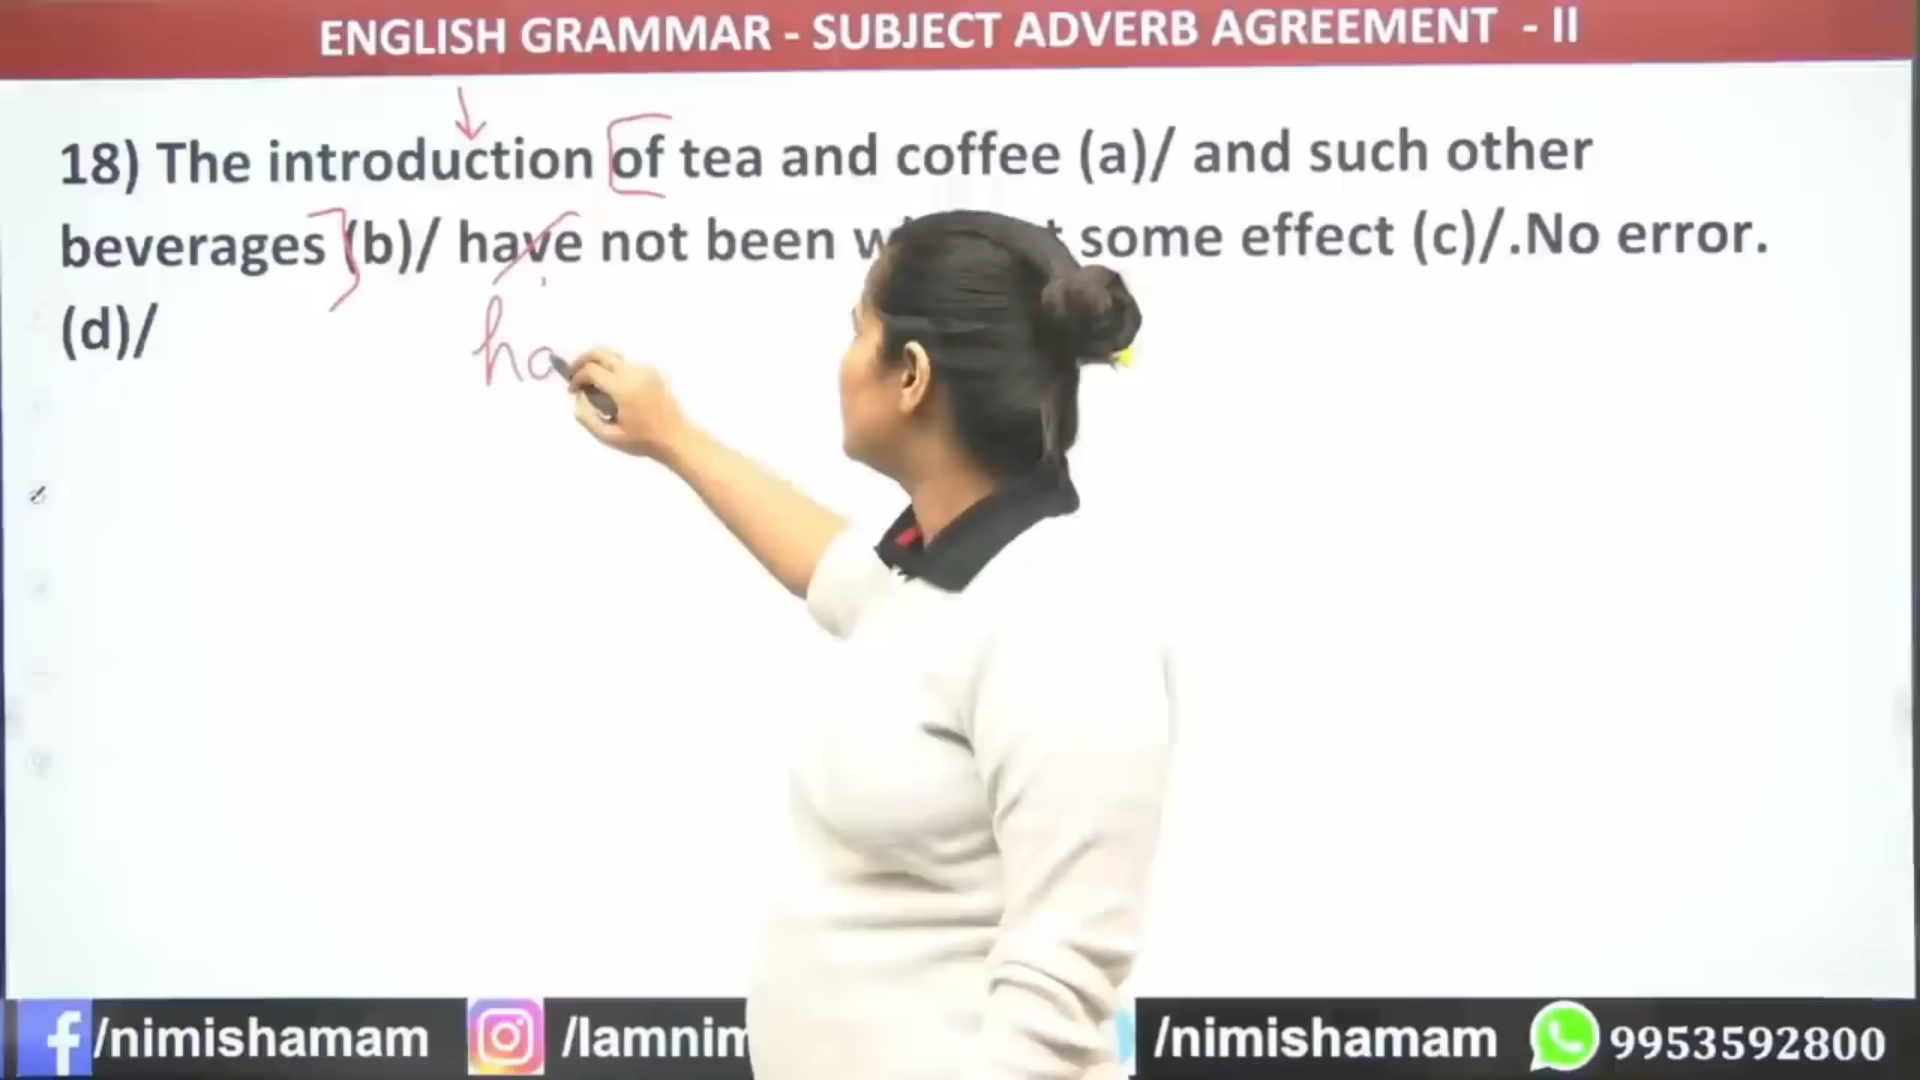 ENGLISH GRAMMAR - SUBJECT ADVERB AGREEMENT - II
18) The introduction of tea and coffee (a)/ and such other
beverages (b)/ have not been some effect (c)/.No error.
(d)/
ha
/nimishamam /Iamnim /nimishamam 9953592800